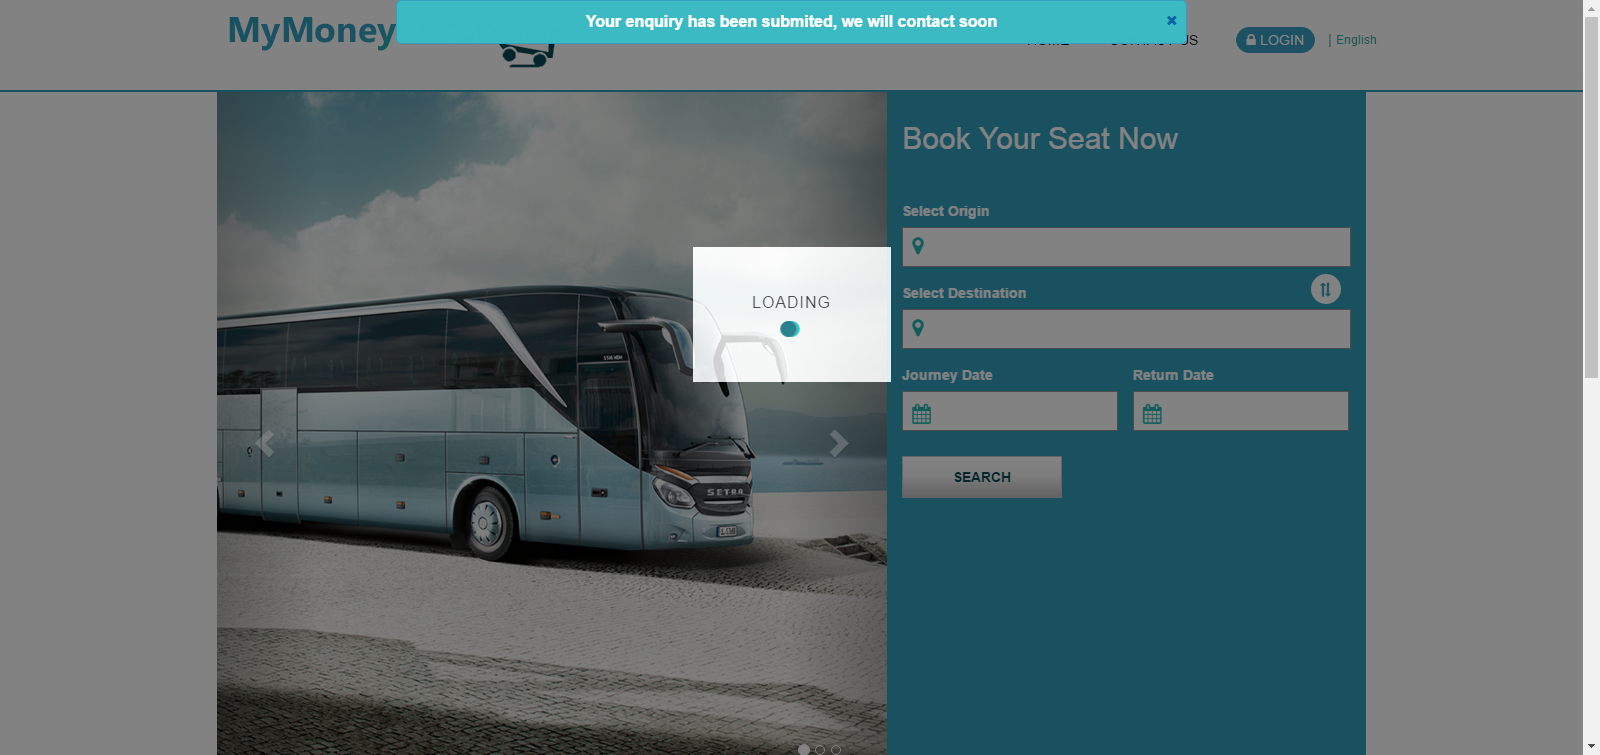 Your enquiry has been submited, we will contact soon
MyMoney
HOME
CONTACT US
LOGIN
| English
Book Your Seat Now
Select Origin
LOADING
Select Destination
Journey Date
Return Date
SEARCH
SETRA